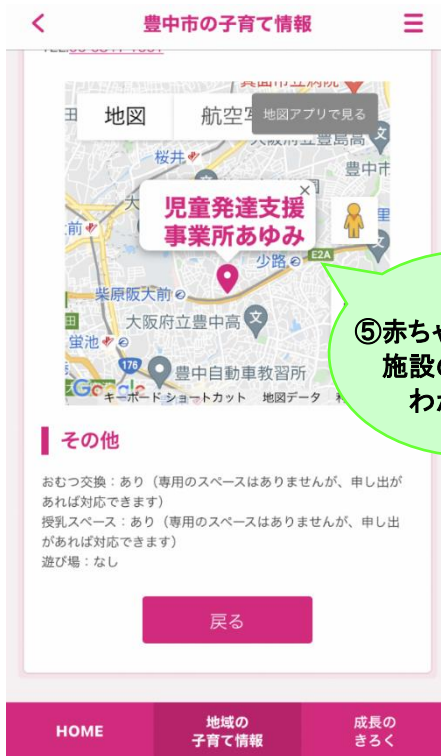 豊中市の子育て情報
地図
航空
地図アプリで見る
桜井
豊中市
児童発達支援
事業所あゆみ
少路
E2A
柴原阪大前
大阪府立豊中高
文
蛍池
176
豊中自動車教習所
Google
キーボード ショートカット 地図データ
⑤赤ち
施設の
わか
その他
おむつ交換：あり（専用のスペースはありませんが、申し出が
あれば対応できます）
授乳スペース：あり（専用のスペースはありませんが、申し出
があれば対応できます）
遊び場：なし
戻る
HOME
地域の
子育て情報
成長の
きろく